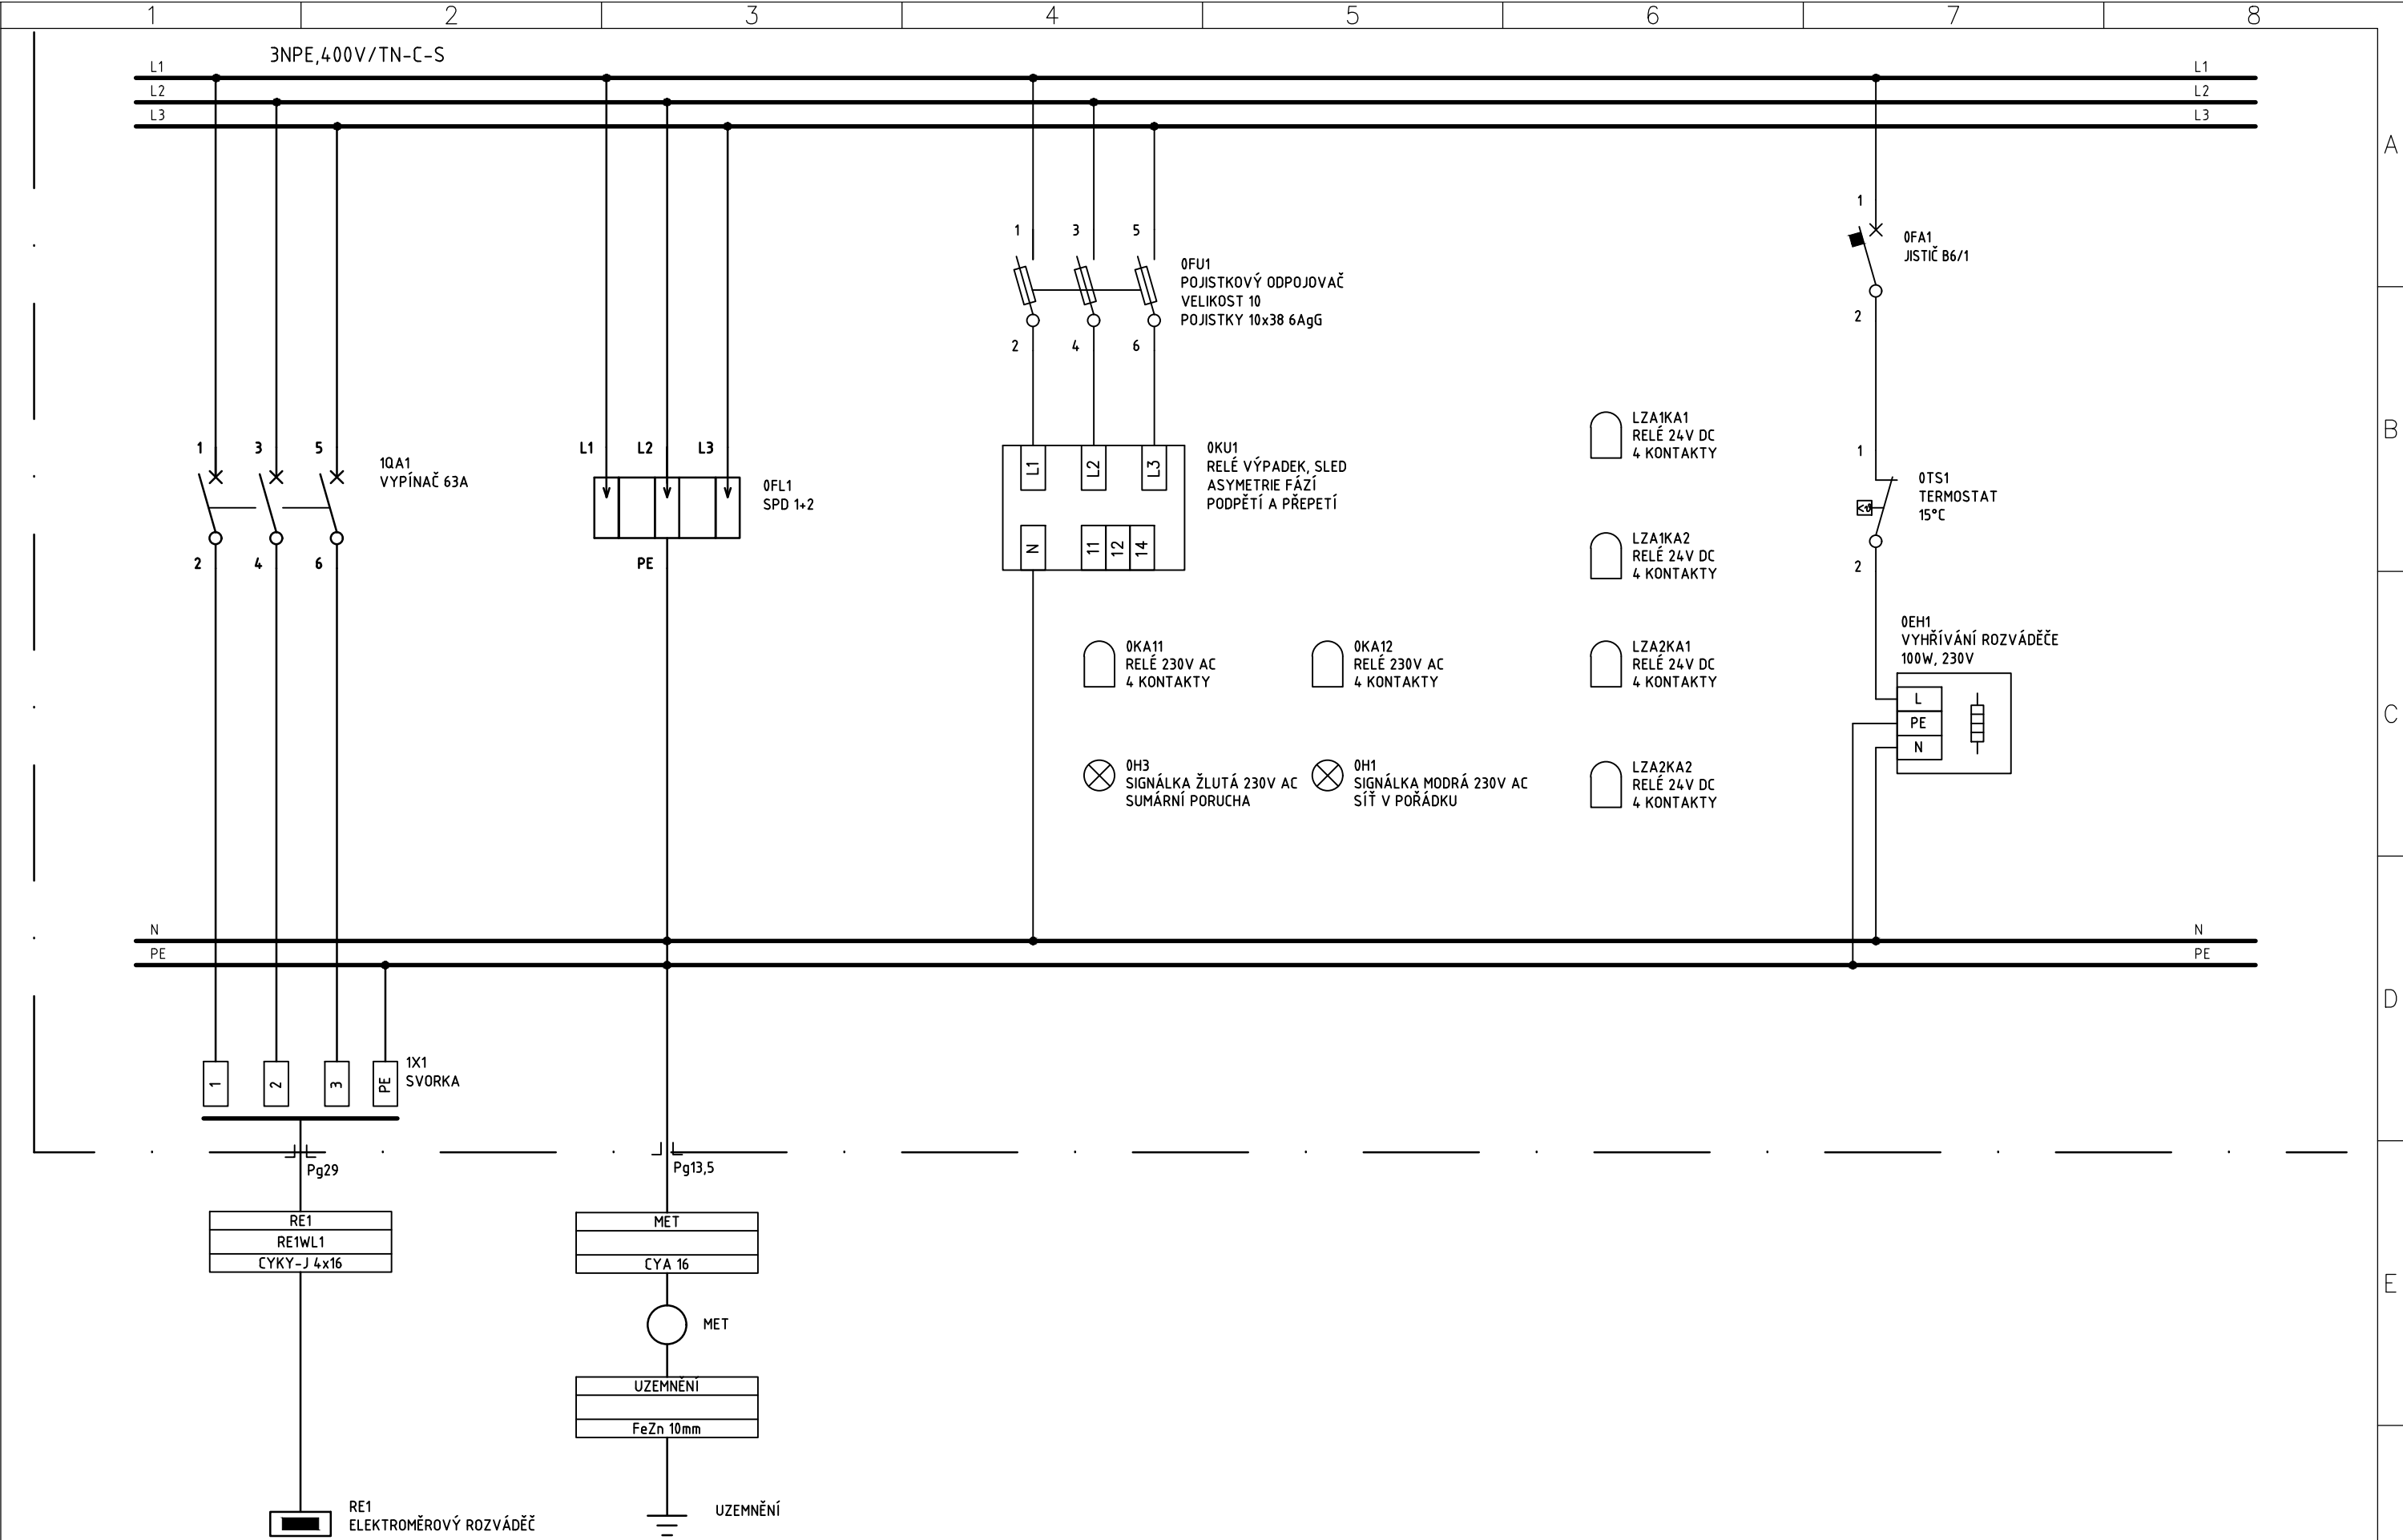 1 2 3 4 5 6 7 8
3NPE,400V/TN-C-S
L1 L1
L2 L2
L3 L3
A
B
C
D
E
1 3 5
1QA1
VYPÍNAČ 63A
2 4 6
L1 L2 L3
0FL1
SPD 1+2
PE
1 3 5
0FU1
POJISTKOVÝ ODPOJOVAČ
VELIKOST 10
POJISTKY 10x38 6AgG
2 4 6
L1 L2 L3
0KU1
RELÉ VÝPADEK, SLED
ASYMETRIE FÁZÍ
PODPĚTÍ A PŘEPETÍ
N 11 12 14
0KA11
RELÉ 230V AC
4 KONTAKTY
0KA12
RELÉ 230V AC
4 KONTAKTY
0H3
SIGNÁLKA ŽLUTÁ 230V AC
SUMÁRNÍ PORUCHA
0H1
SIGNÁLKA MODRÁ 230V AC
SÍŤ V POŘÁDKU
LZA1KA1
RELÉ 24V DC
4 KONTAKTY
LZA1KA2
RELÉ 24V DC
4 KONTAKTY
LZA2KA1
RELÉ 24V DC
4 KONTAKTY
LZA2KA2
RELÉ 24V DC
4 KONTAKTY
1
0FA1
JISTIČ B6/1
2
1
0TS1
TERMOSTAT
15°C
<ϑ
2
0EH1
VYHŘÍVÁNÍ ROZVÁDĚČE
100W, 230V
L
PE
N
N N
PE PE
1 2 3 PE
1X1
SVORKA
Pg29
Pg13,5
RE1
RE1WL1
CYKY-J 4x16
MET
CYA 16
MET
UZEMNĚNÍ
FeZn 10mm
RE1
ELEKTROMĚROVÝ ROZVÁDĚČ
UZEMNĚNÍ